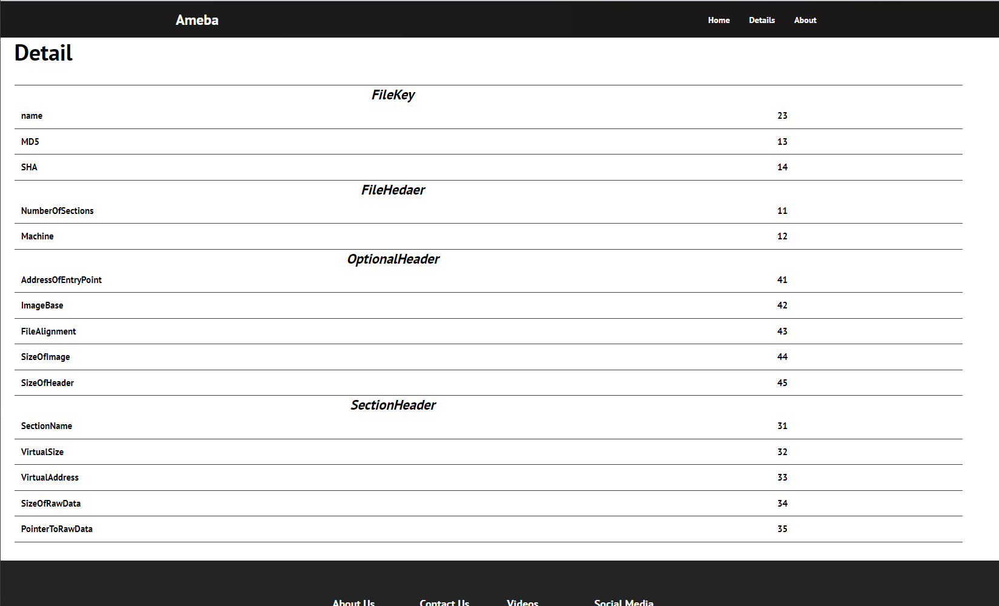 Ameba Home Details About
Detail
FileKey
name 23
MD5 13
SHA 14
FileHedaer
NumberOfSections 11
Machine 12
OptionalHeader
AddressOfEntryPoint 41
ImageBase 42
FileAlignment 43
SizeOfImage 44
SizeOfHeader 45
SectionHeader
SectionName 31
VirtualSize 32
VirtualAddress 33
SizeOfRawData 34
PointerToRawData 35
About Us Contact Us Videos Social Media